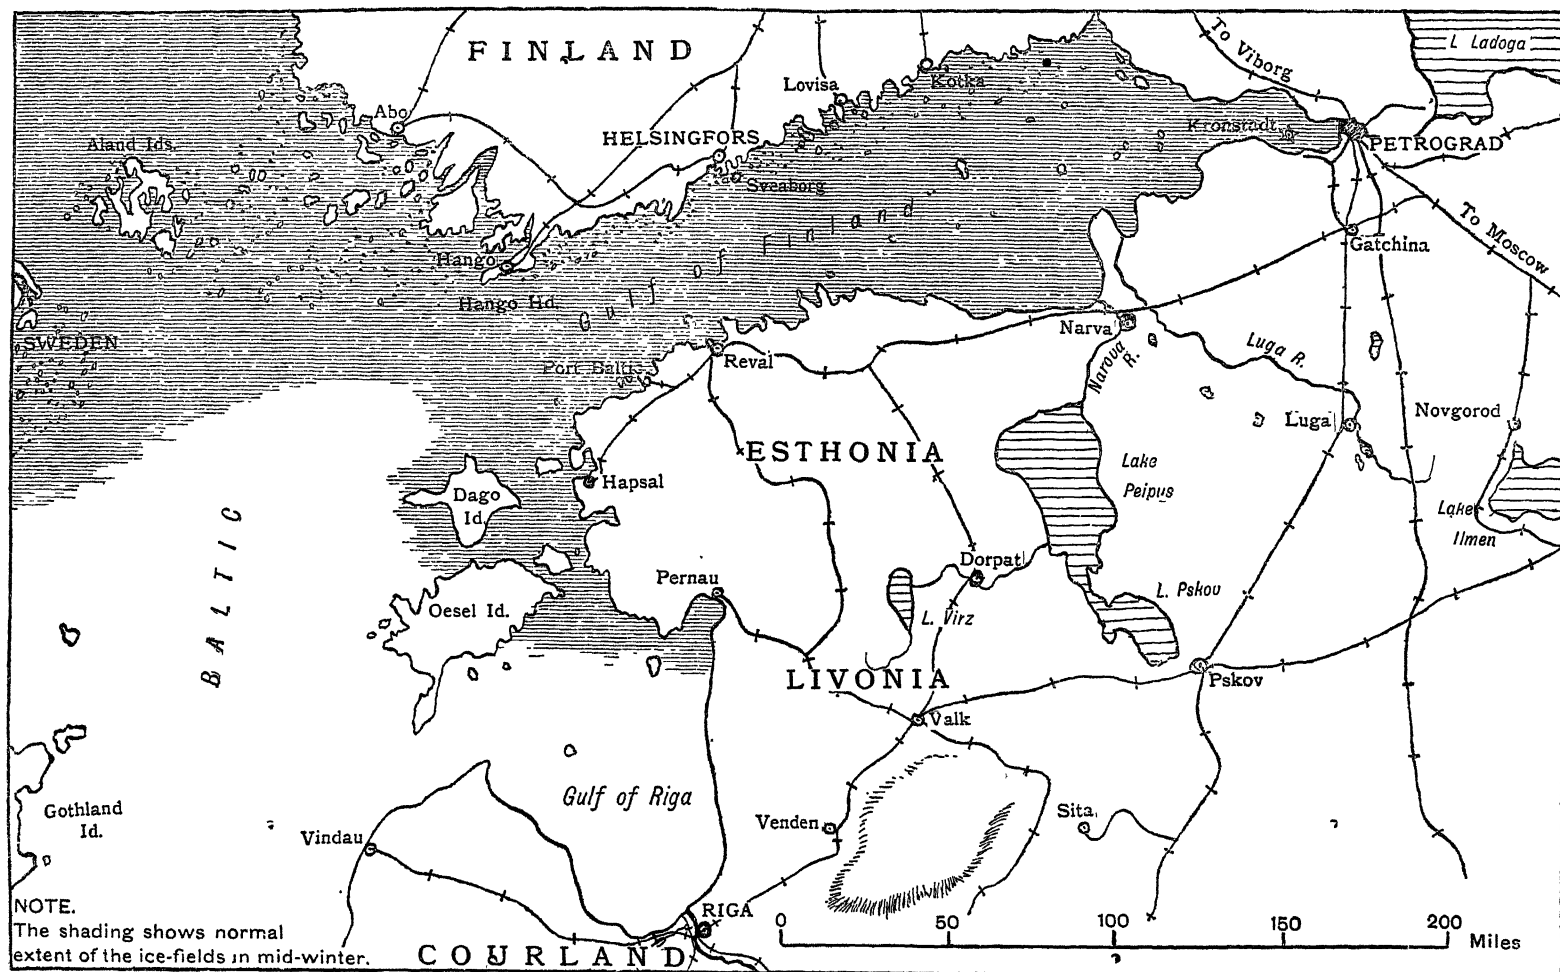 FINLAND
To Viborg
L Ladoga
Lovisa
Kotka
Abo
HELSINGFORS
Kronstadt
PETROGRAD
Aland Ids.
Sveaborg
To Moscow
Gulf of Finland
Gatchina
Hango
Hango Hd.
SWEDEN
Narva
Narova
R.
Luga R.
Reval
Port Baltic
Luga
Novgorod
ESTHONIA
Lake
Peipus
Hapsal
Dago
Id.
Lake
Ilmen
BALTIC
Dorpat
Pernau
L. Pskov
Oesel Id.
L. Virz
LIVONIA
Pskov
Valk
Gulf of Riga
Gothland
Id.
Sita
Venden
Vindau
NOTE.
The shading shows normal
extent of the ice-fields in mid-winter.
RIGA
COURLAND
0 50 100 150 200 Miles